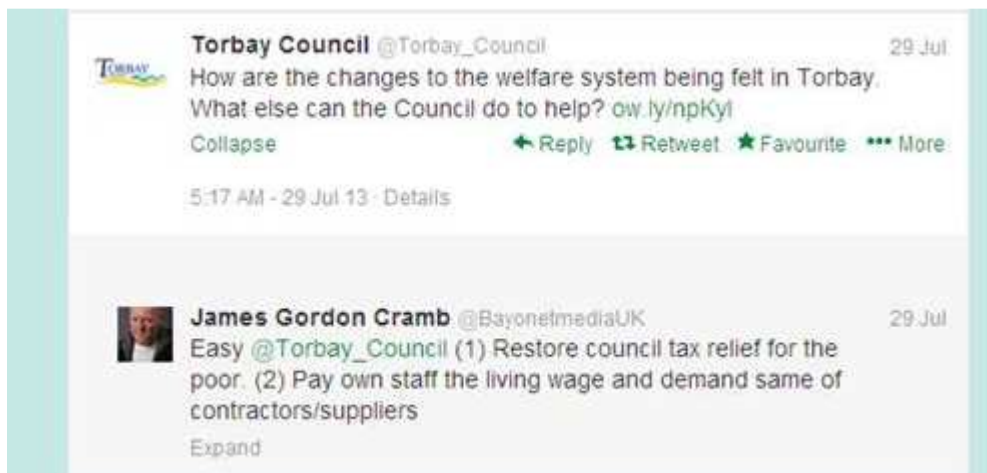 Torbay Council @Torbay_Council 29 Jul
TORBAY
How are the changes to the welfare system being felt in Torbay.
What else can the Council do to help? ow.ly/npKyI
Collapse Reply Retweet Favourite More
5:17 AM - 29 Jul 13 · Details
James Gordon Cramb @BayonetmediaUK 29 Jul
Easy @Torbay_Council (1) Restore council tax relief for the
poor. (2) Pay own staff the living wage and demand same of
contractors/suppliers
Expand